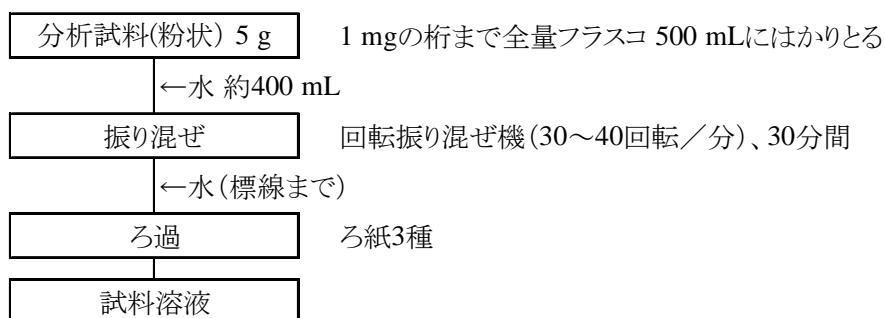 分析試料(粉状) 5 g 1 mgの桁まで全量フラスコ 500 mLにはかりとる
←水 約400 mL
振り混ぜ 回転振り混ぜ機(30～40回転／分)、30分間
←水(標線まで)
ろ過 ろ紙3種
試料溶液